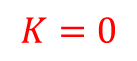 K = 0